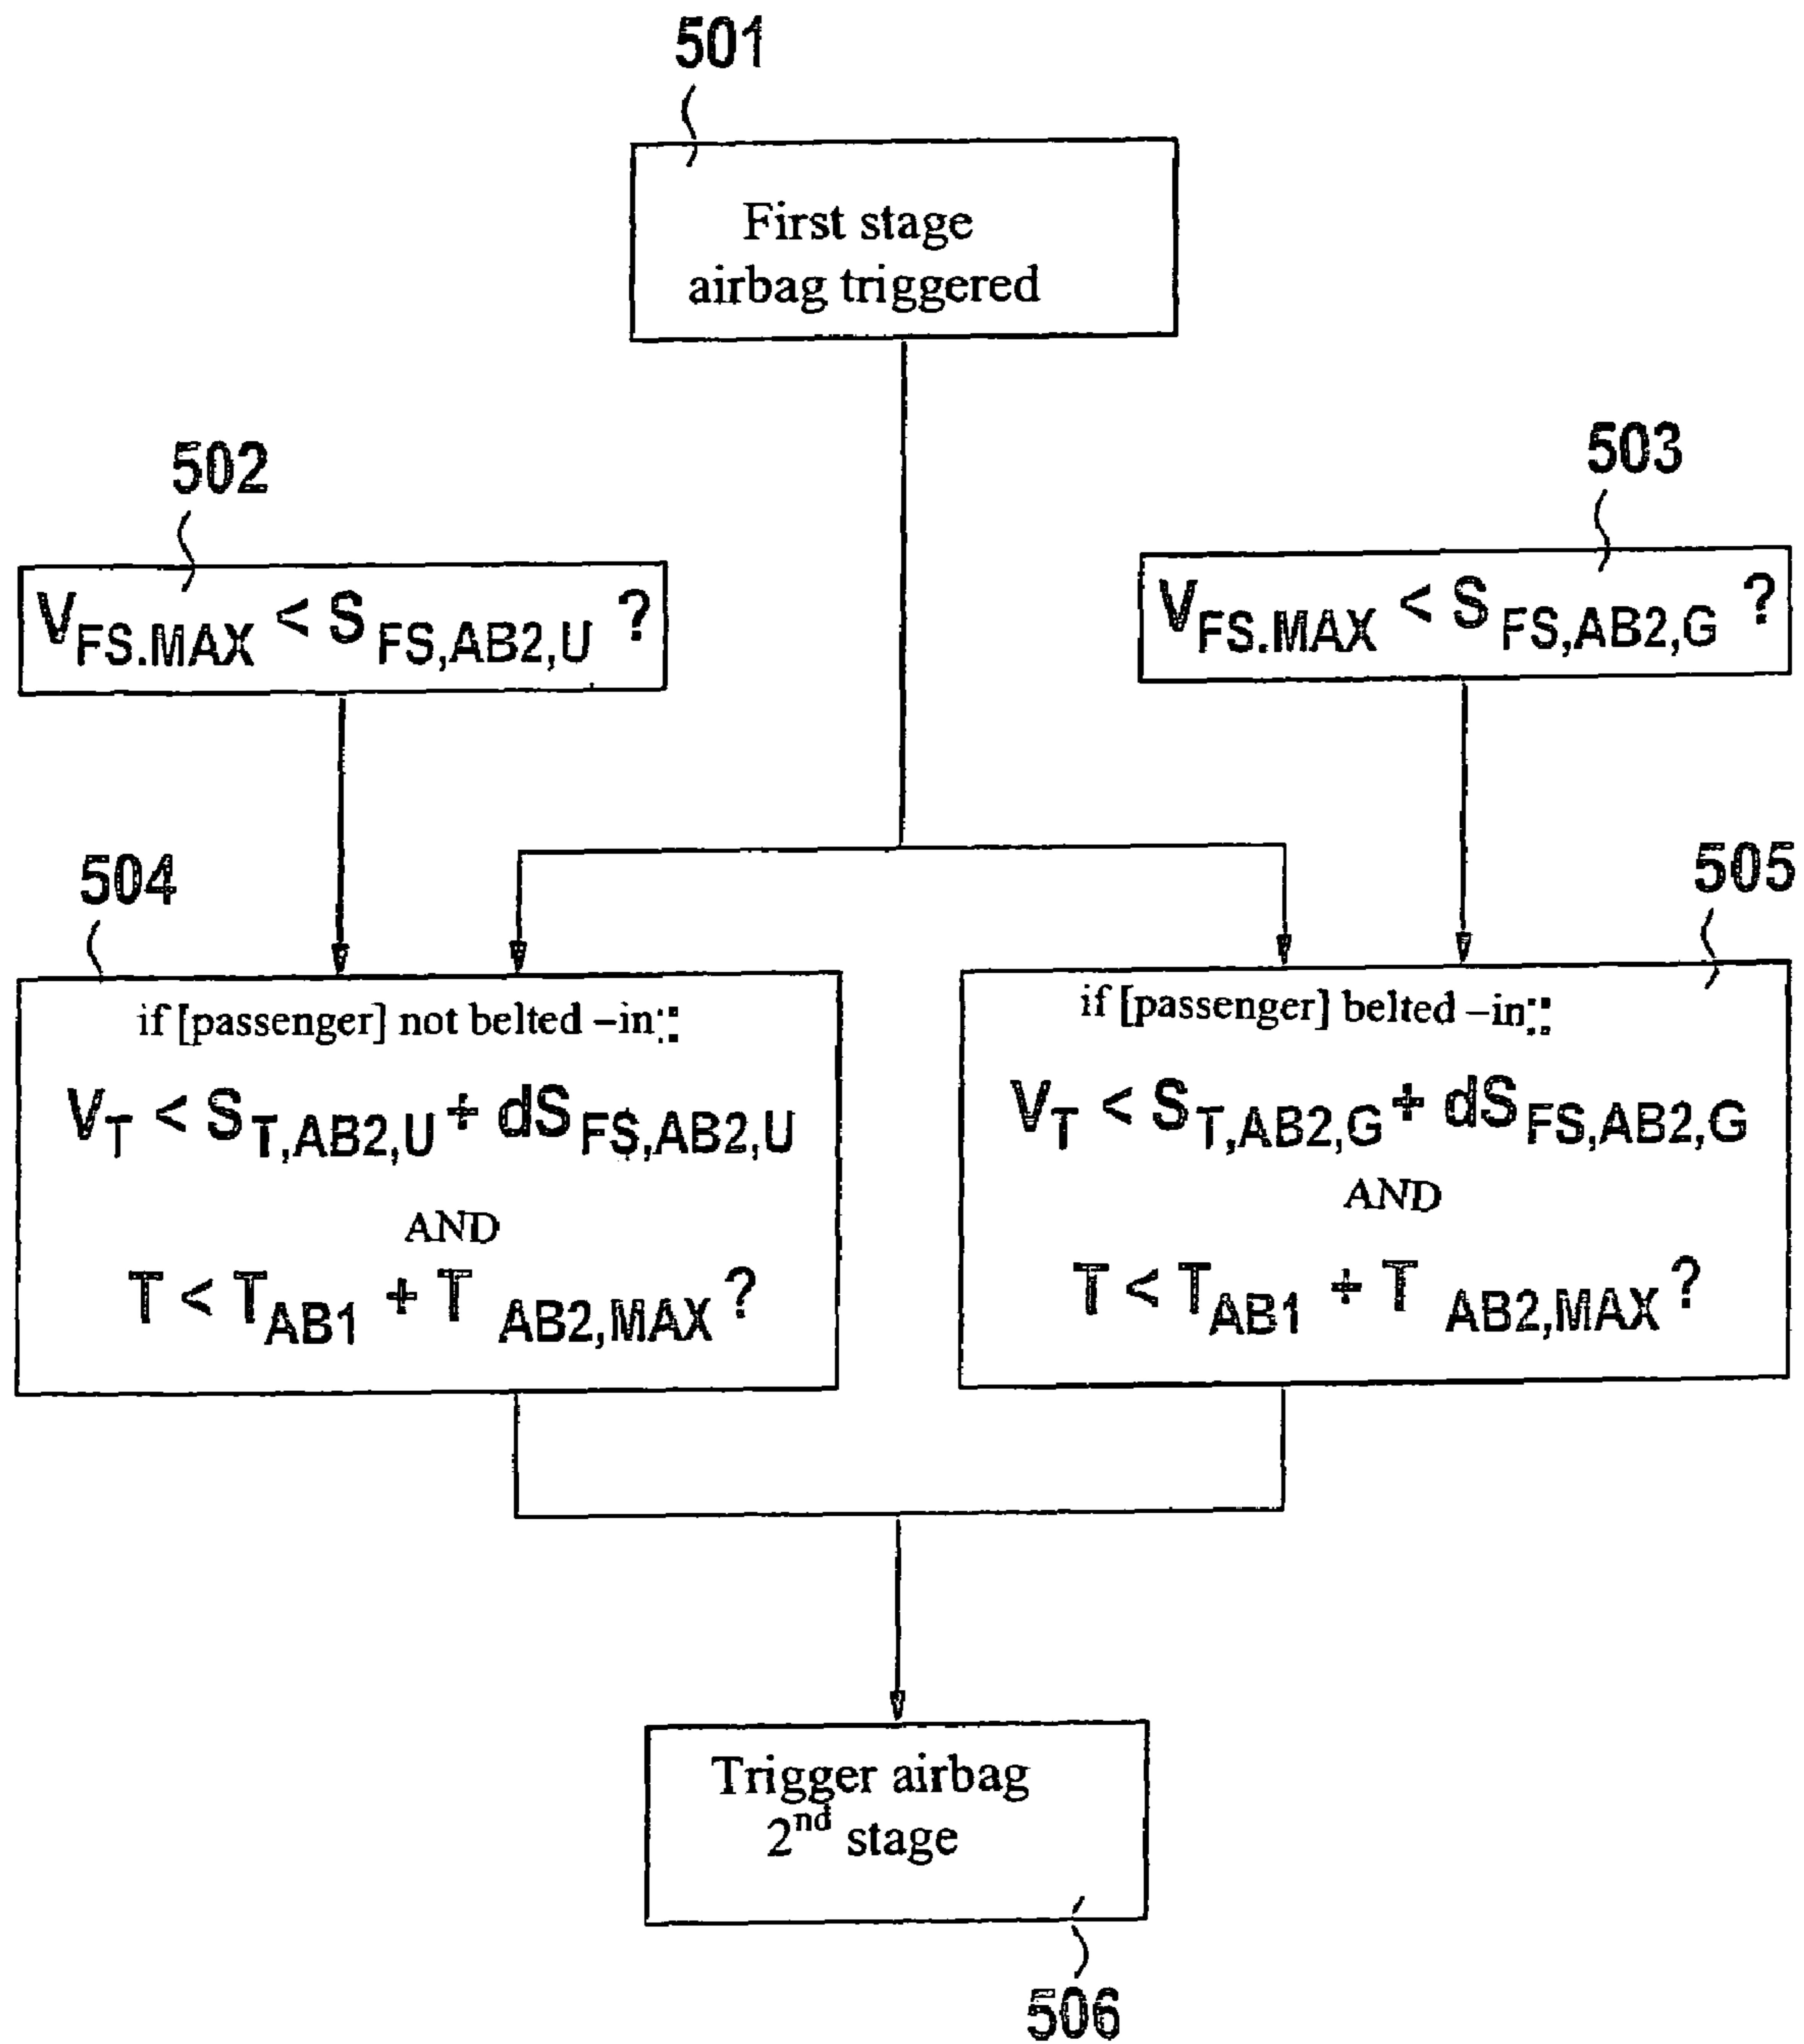 501
First stage
airbag triggered
502
503
V_FS.MAX < S_FS,AB2,U ?
V_FS.MAX < S_FS,AB2,G ?
504
505
if [passenger] not belted –in::
V_T < S_T,AB2,U + dS_FS,AB2,U
AND
T < T_AB1 + T_AB2,MAX ?
if [passenger] belted –in::
V_T < S_T,AB2,G + dS_FS,AB2,G
AND
T < T_AB1 + T_AB2,MAX ?
Trigger airbag
2nd stage
506